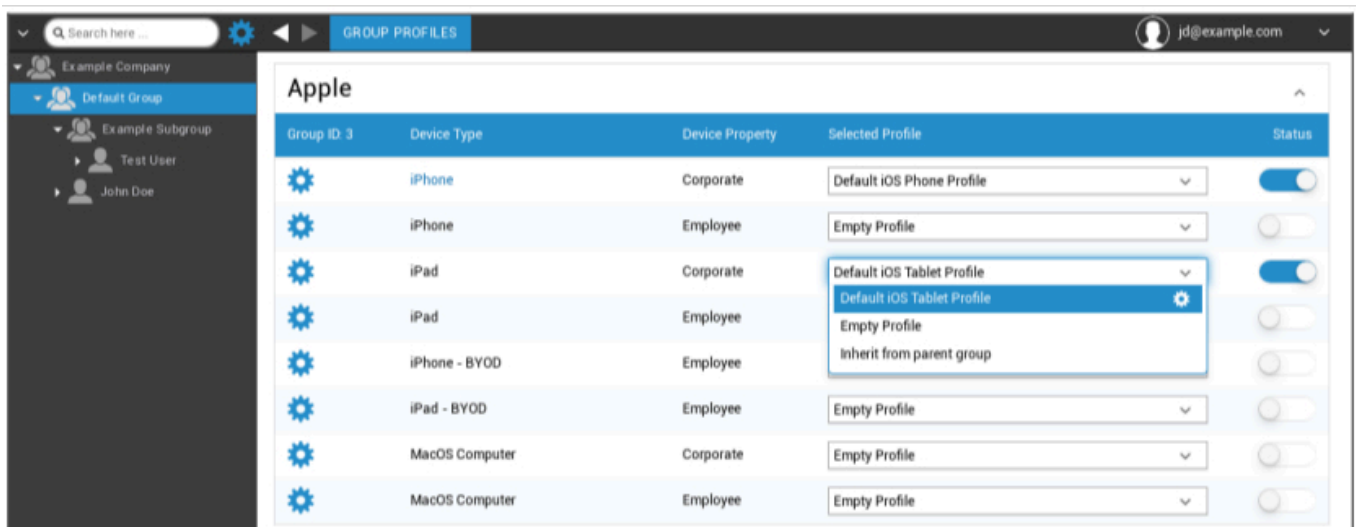 Search here ...
GROUP PROFILES
jd@example.com
Example Company
Default Group
Example Subgroup
Test User
John Doe
Apple
Group ID: 3 Device Type Device Property Selected Profile Status
iPhone Corporate Default iOS Phone Profile
iPhone Employee Empty Profile
iPad Corporate Default iOS Tablet Profile
Default iOS Tablet Profile
iPad Employee Empty Profile
Inherit from parent group
iPhone - BYOD Employee
iPad - BYOD Employee Empty Profile
MacOS Computer Corporate Empty Profile
MacOS Computer Employee Empty Profile